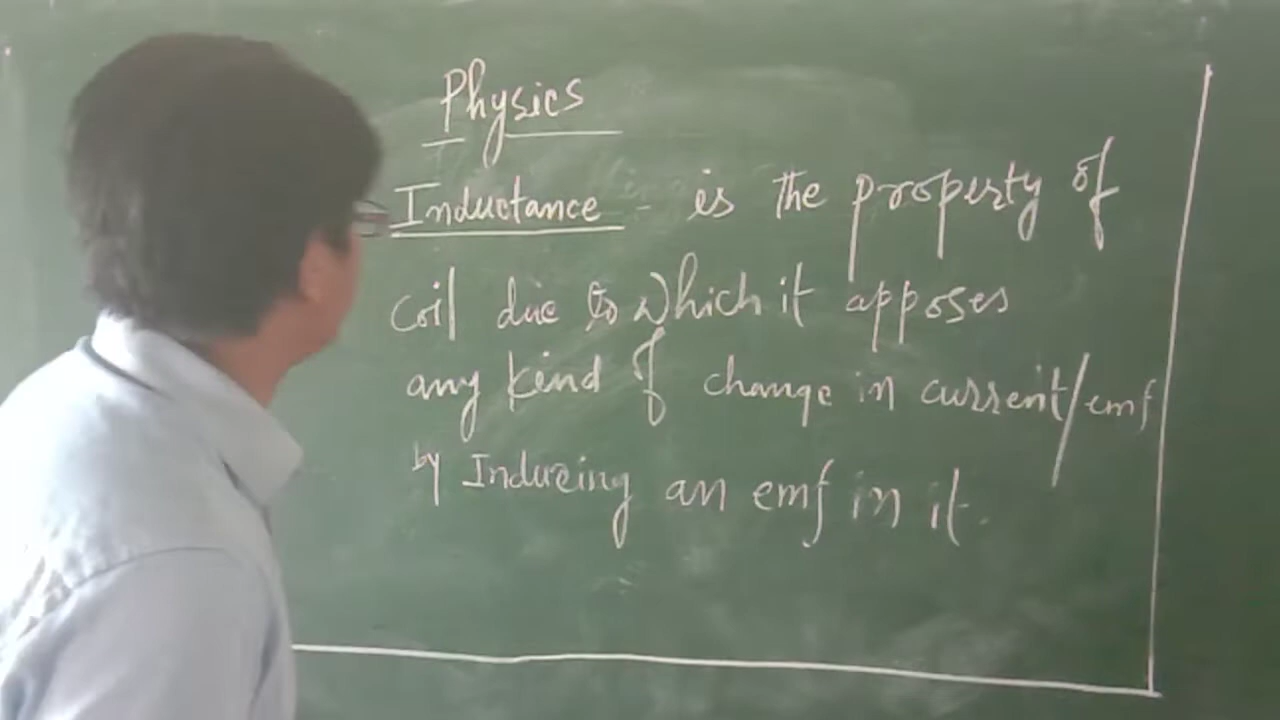 Physics
Inductance - is the property of
coil due to which it apposes
any kind of change in current/emf
by Inducing an emf in it.